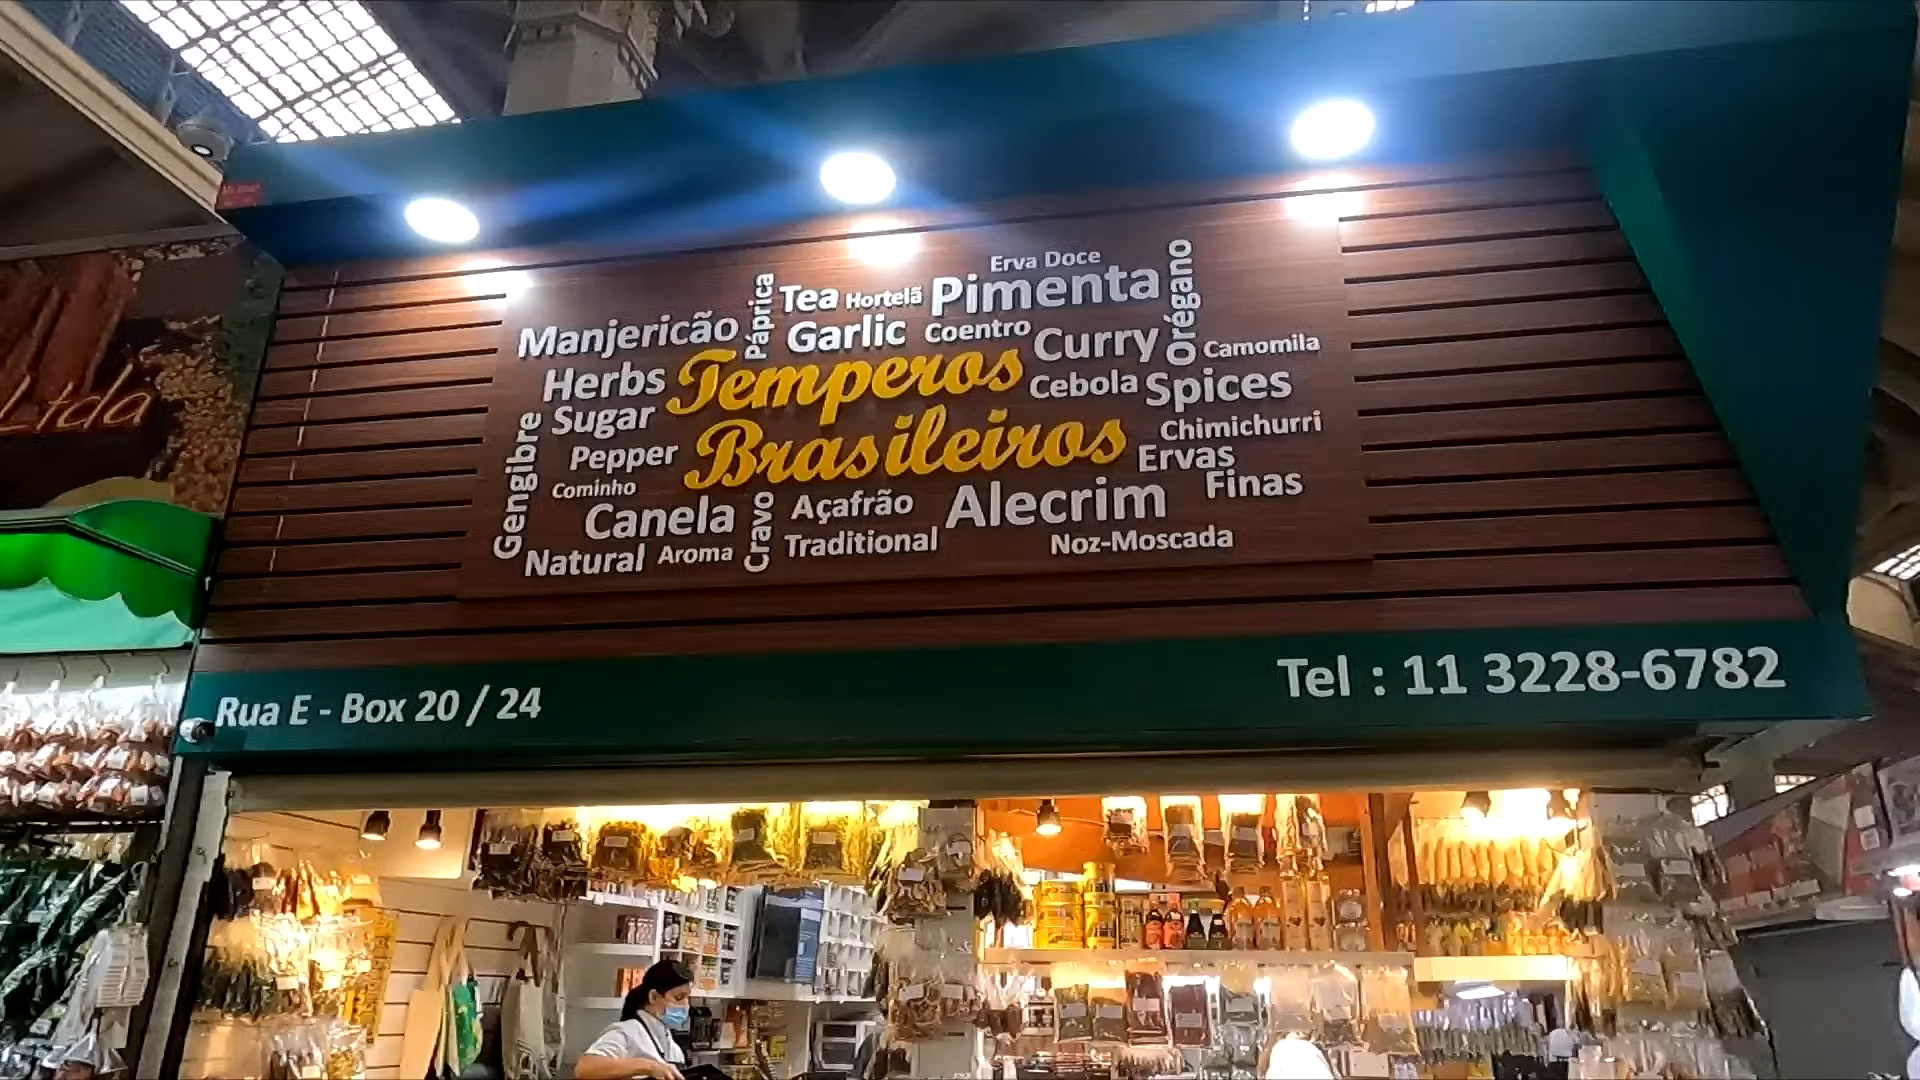 Erva Doce
Páprica
Tea Hortelã Pimenta
Orégano
Manjericão Garlic Coentro Curry Camomila
Herbs Temperos Cebola Spices
Sugar
Gengibre
Pepper Brasileiros Chimichurri
Ervas
Finas
Cominho
Canela Cravo Açafrão Alecrim
Natural Aroma Traditional Noz-Moscada
Ltda
Rua E - Box 20 / 24
Tel : 11 3228-6782